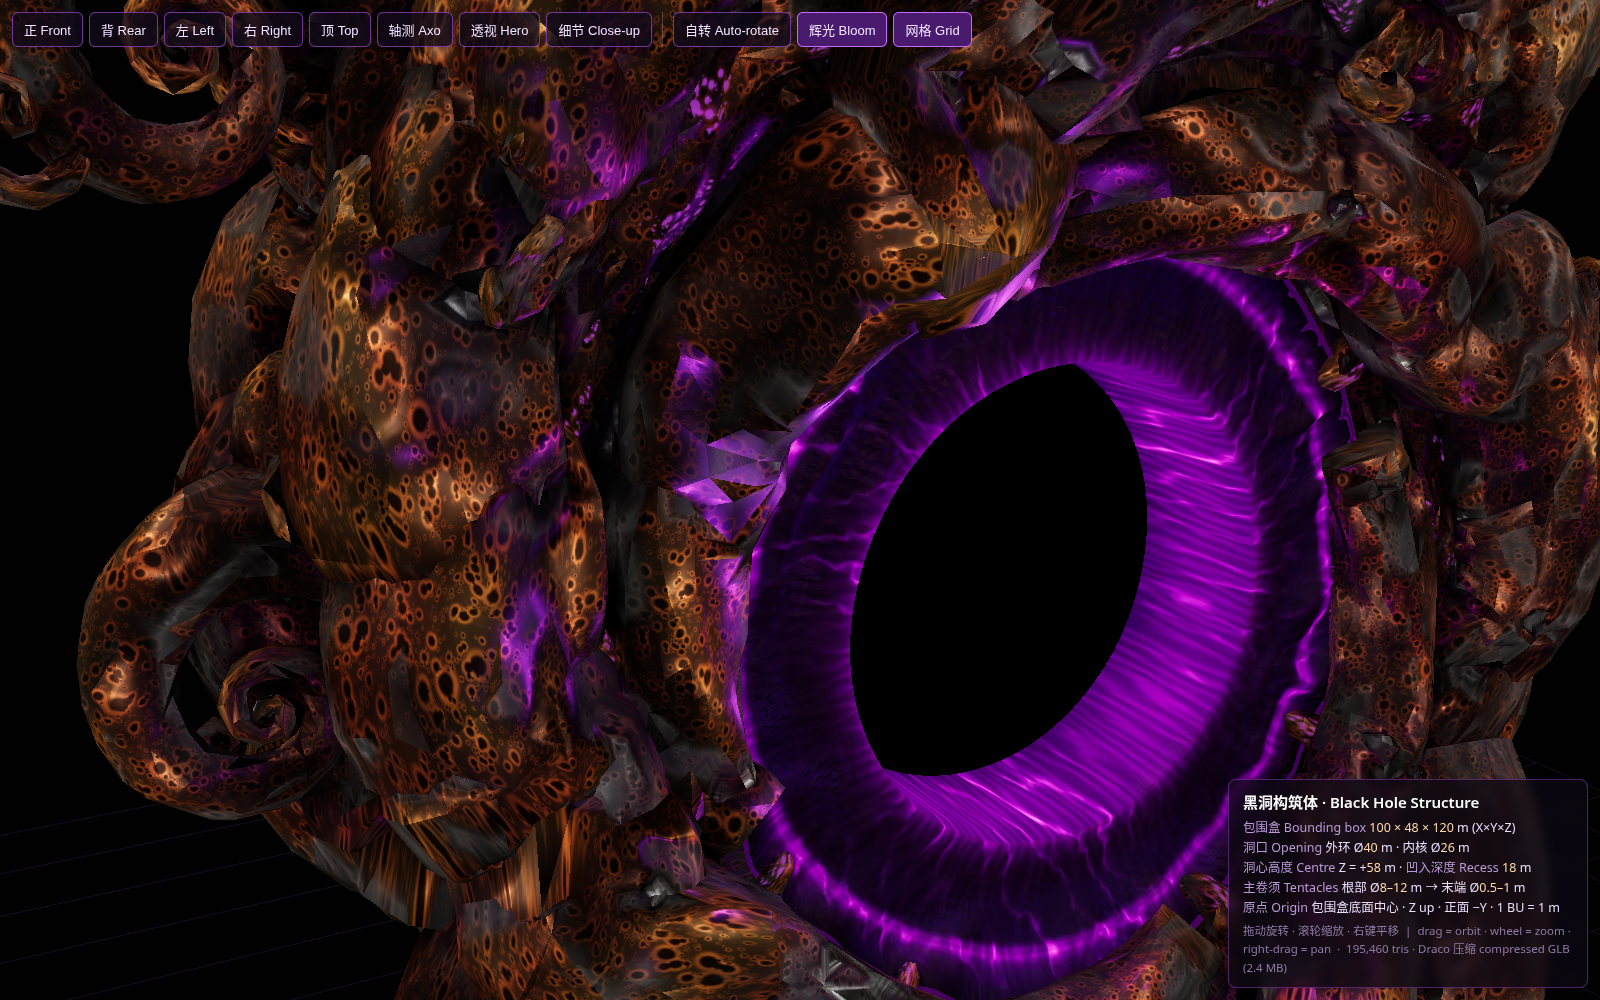 正 Front 背 Rear 左 Left 右 Right 顶 Top 轴测 Axo 透视 Hero 细节 Close-up 自转 Auto-rotate 辉光 Bloom 网格 Grid
黑洞构筑体 · Black Hole Structure
包围盒 Bounding box 100 × 48 × 120 m (X×Y×Z)
洞口 Opening 外环 Ø40 m · 内核 Ø26 m
洞心高度 Centre Z = +58 m · 凹入深度 Recess 18 m
主卷须 Tentacles 根部 Ø8–12 m → 末端 Ø0.5–1 m
原点 Origin 包围盒底面中心 · Z up · 正面 −Y · 1 BU = 1 m
拖动旋转 · 滚轮缩放 · 右键平移 | drag = orbit · wheel = zoom ·
right-drag = pan · 195,460 tris · Draco 压缩 compressed GLB
(2.4 MB)